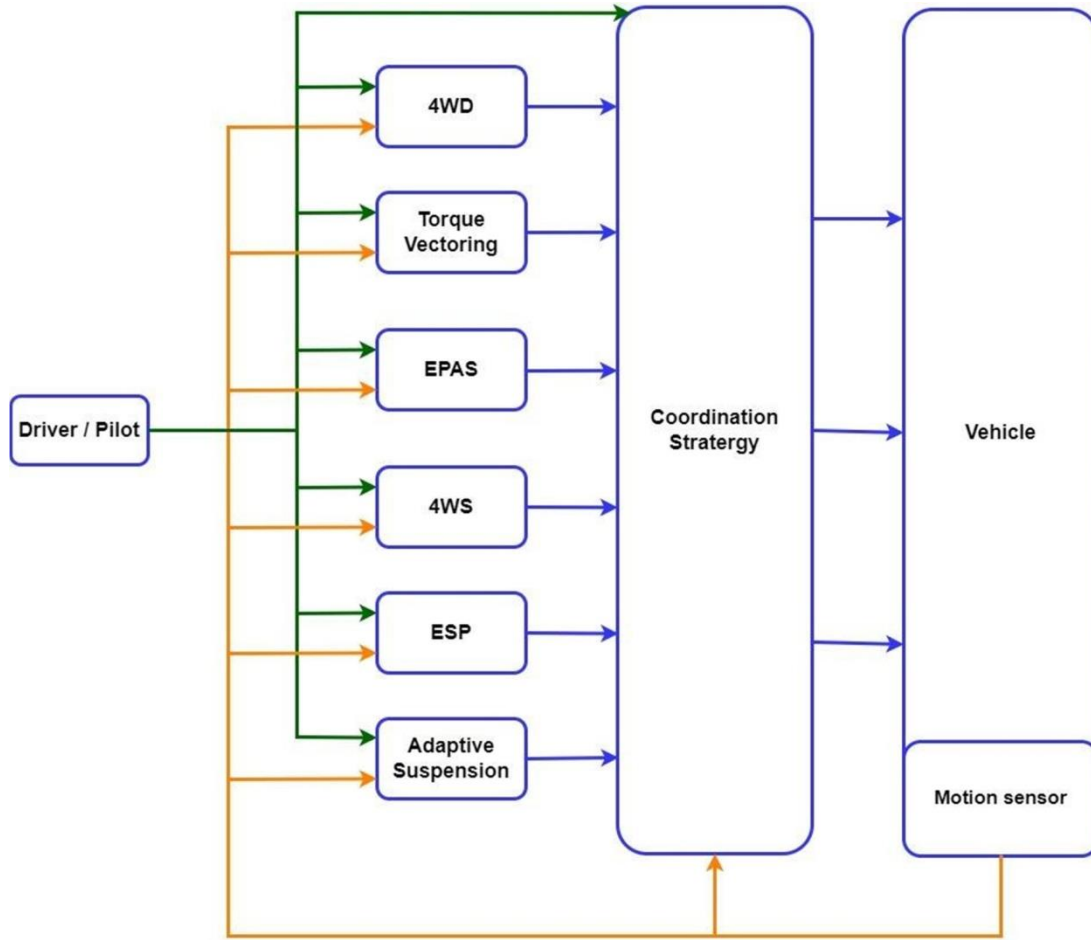 4WD
Torque
Vectoring
EPAS
Driver / Pilot
Coordination
Stratergy
Vehicle
4WS
ESP
Adaptive
Suspension
Motion sensor